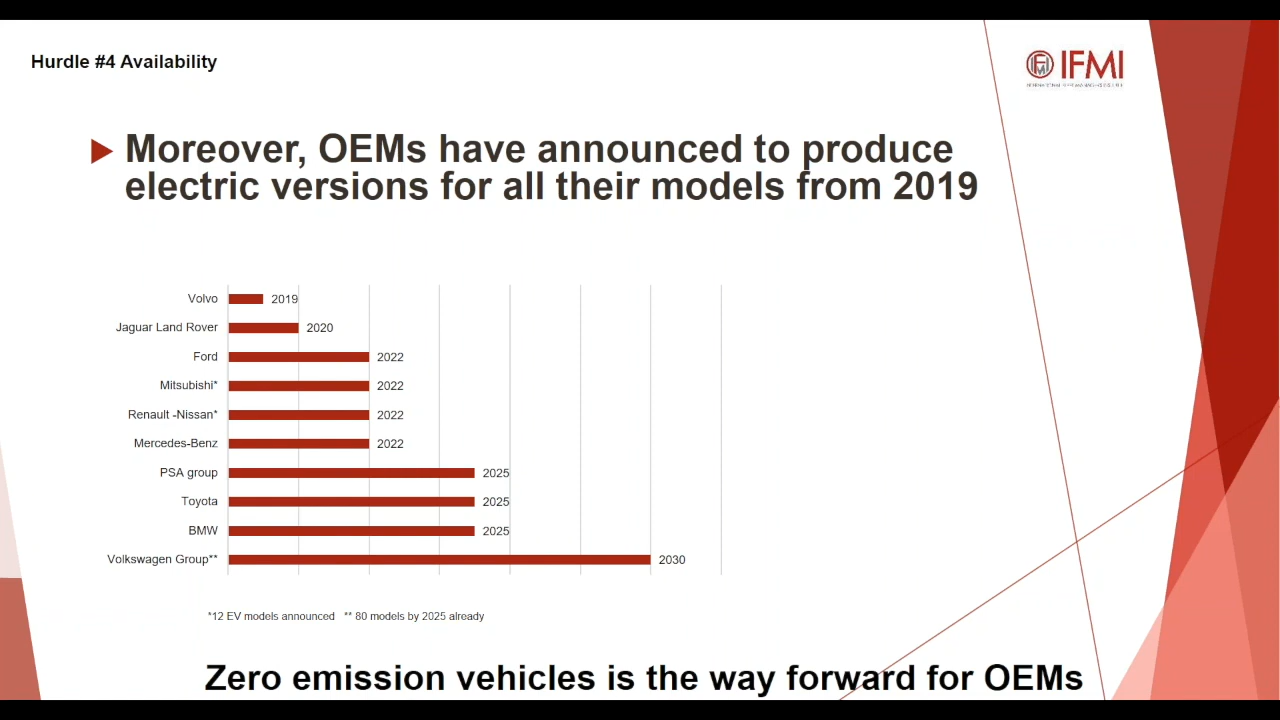 Hurdle #4 Availability
IFMI
Moreover, OEMs have announced to produce
electric versions for all their models from 2019
Volvo 2019
Jaguar Land Rover 2020
Ford 2022
Mitsubishi* 2022
Renault -Nissan* 2022
Mercedes-Benz 2022
PSA group 2025
Toyota 2025
BMW 2025
Volkswagen Group** 2030
*12 EV models announced ** 80 models by 2025 already
Zero emission vehicles is the way forward for OEMs